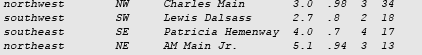 northwest NW Charles Main 3.0 .98 3 34
southwest SW Lewis Dalsass 2.7 .8 2 18
southeast SE Patricia Hemenway 4.0 .7 4 17
northeast NE AM Main Jr. 5.1 .94 3 13